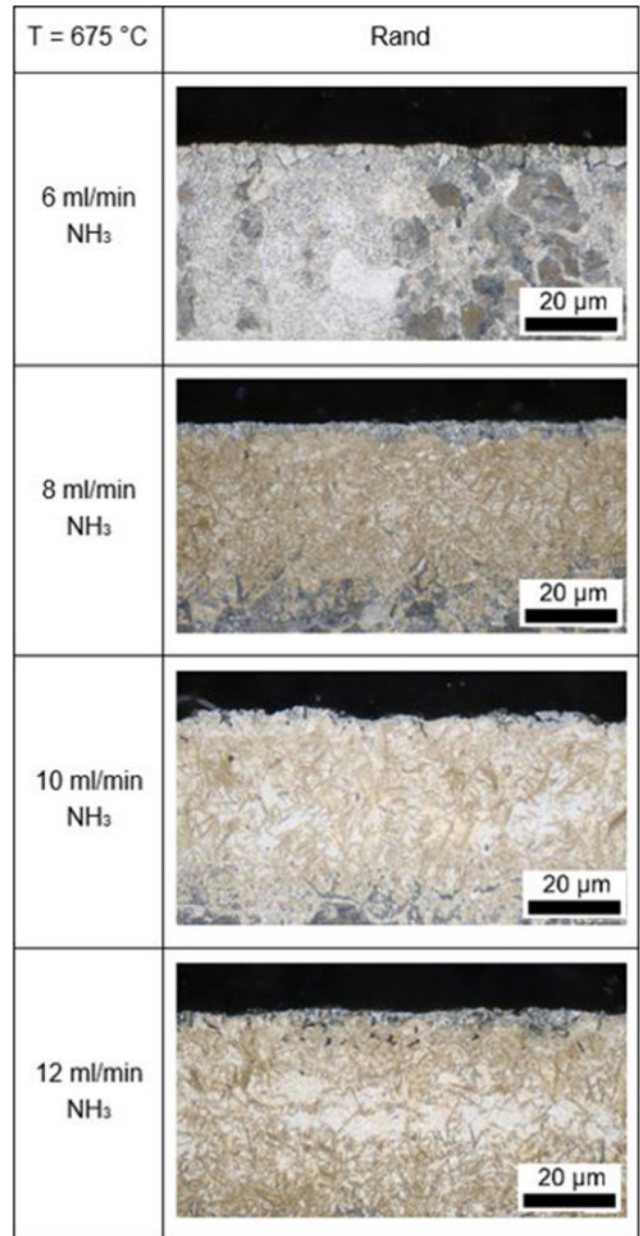 T = 675 °C
Rand
6 ml/min
NH₃
20 µm
8 ml/min
NH₃
20 µm
10 ml/min
NH₃
20 µm
12 ml/min
NH₃
20 µm